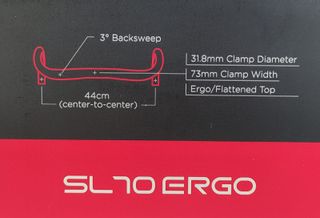 3° Backsweep
31.8mm Clamp Diameter
73mm Clamp Width
Ergo/Flattened Top
44cm
(center-to-center)
SL70 ERGO